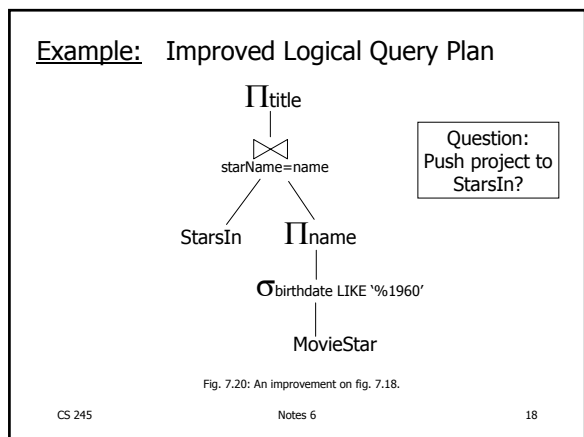 Example: Improved Logical Query Plan
Πtitle
starName=name
Question:
Push project to
StarsIn?
StarsIn Πname
σbirthdate LIKE ‘%1960’
MovieStar
Fig. 7.20: An improvement on fig. 7.18.
CS 245 Notes 6 18